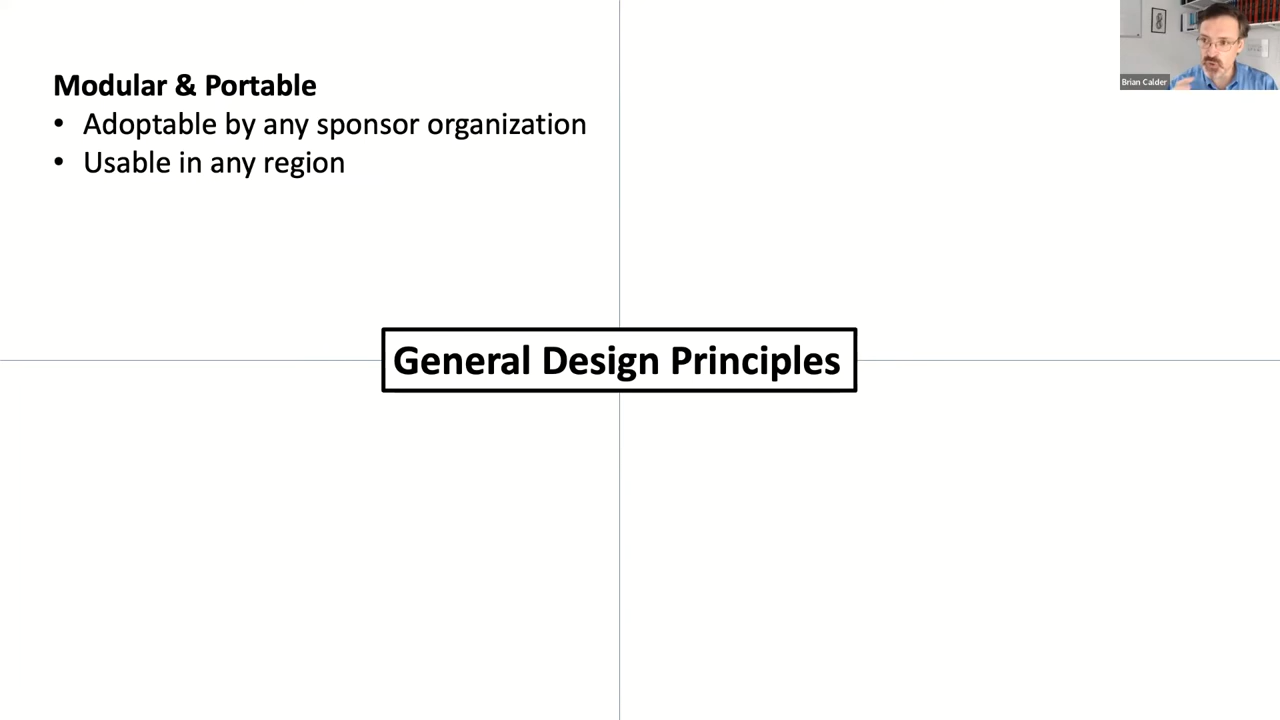 Modular & Portable
• Adoptable by any sponsor organization
• Usable in any region
General Design Principles
Brian Calder